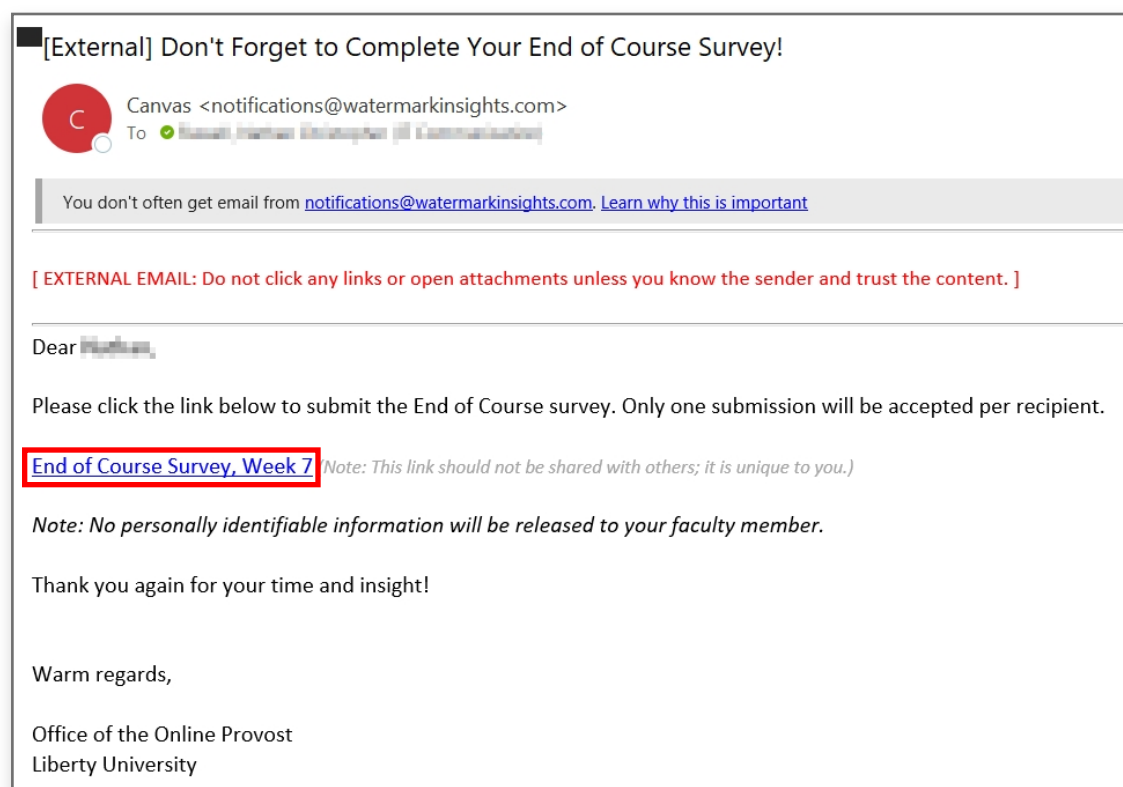 [External] Don't Forget to Complete Your End of Course Survey!
C
Canvas <notifications@watermarkinsights.com>
To
You don't often get email from notifications@watermarkinsights.com. Learn why this is important
[ EXTERNAL EMAIL: Do not click any links or open attachments unless you know the sender and trust the content. ]
Dear
Please click the link below to submit the End of Course survey. Only one submission will be accepted per recipient.
End of Course Survey, Week 7 (Note: This link should not be shared with others; it is unique to you.)
Note: No personally identifiable information will be released to your faculty member.
Thank you again for your time and insight!
Warm regards,
Office of the Online Provost
Liberty University